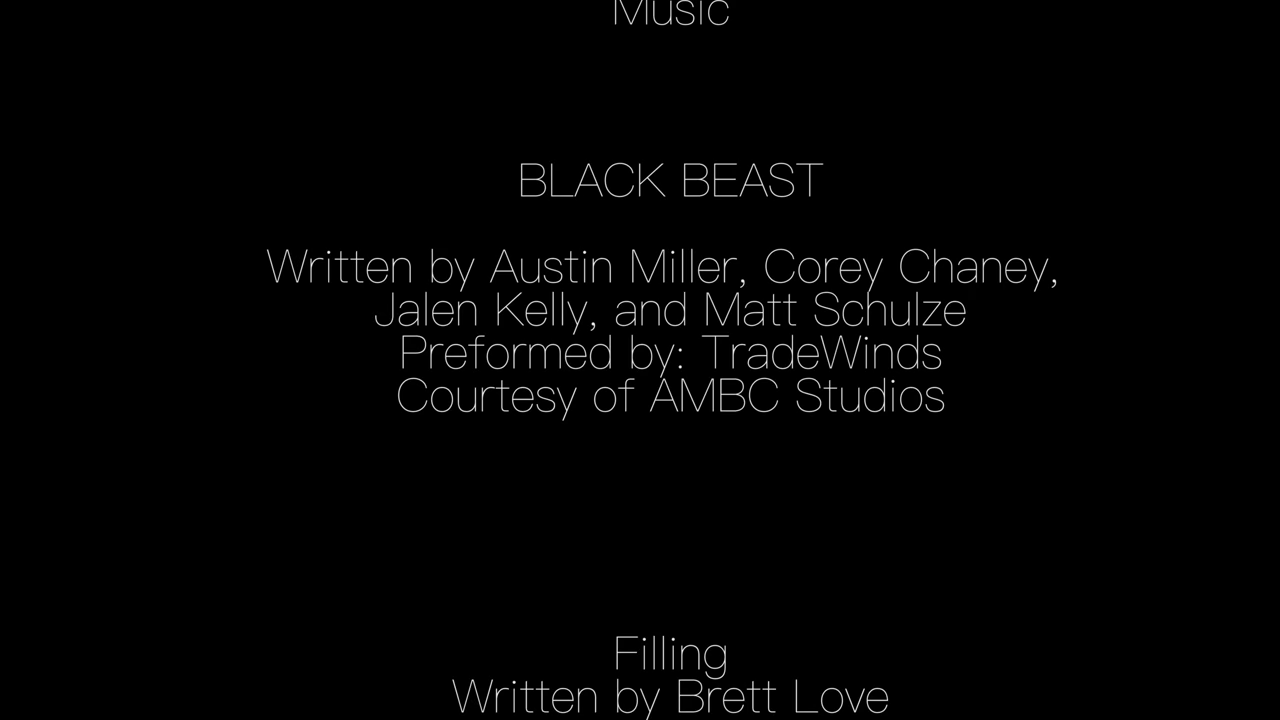 Music
BLACK BEAST
Written by Austin Miller, Corey Chaney,
Jalen Kelly, and Matt Schulze
Preformed by: TradeWinds
Courtesy of AMBC Studios
Filling
Written by Brett Love